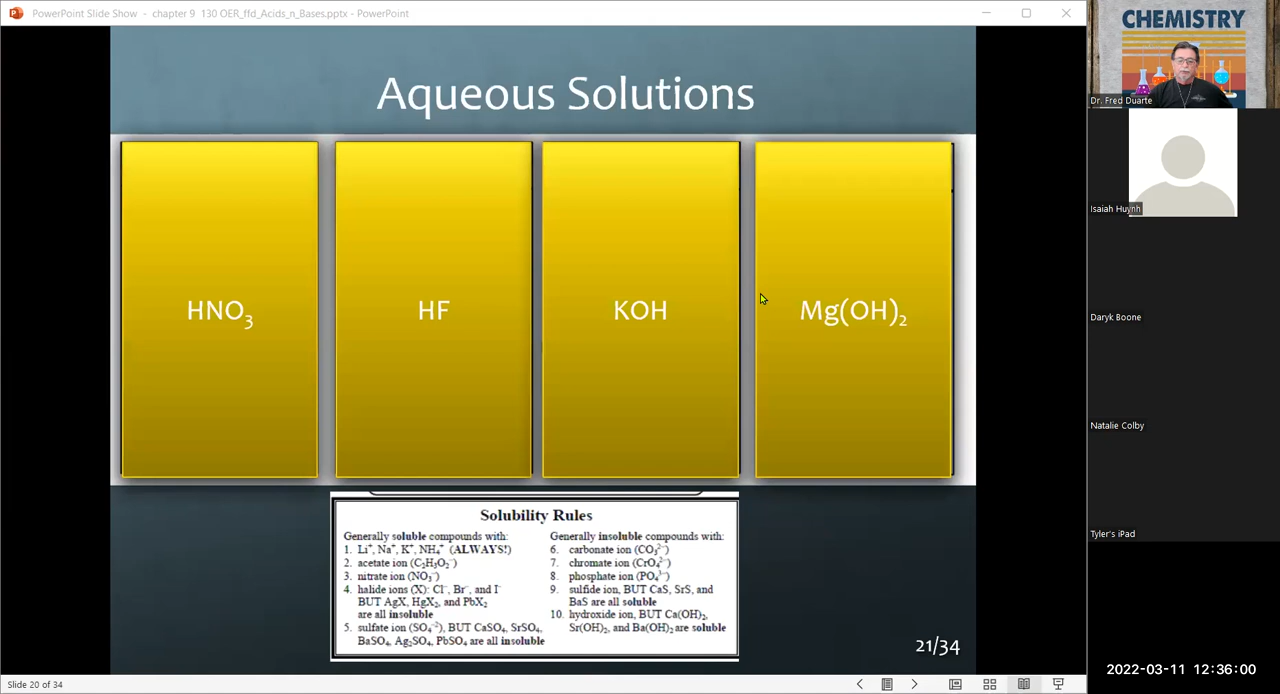 PowerPoint Slide Show - chapter 9 130 OER_ffd_Acids_n_Bases.pptx - PowerPoint
CHEMISTRY
Dr. Fred Duarte
Isaiah Huynh
Daryk Boone
Natalie Colby
Tyler's iPad
Aqueous Solutions
HNO₃
HF
KOH
Mg(OH)₂
Solubility Rules
Generally soluble compounds with:
1. Li⁺, Na⁺, K⁺, NH₄⁺ (ALWAYS!)
2. acetate ion (C₂H₃O₂⁻)
3. nitrate ion (NO₃⁻)
4. halide ions (X): Cl⁻, Br⁻, and I⁻
BUT AgX, HgX₂, and PbX₂
are all insoluble
5. sulfate ion (SO₄⁻²), BUT CaSO₄, SrSO₄,
BaSO₄, Ag₂SO₄, PbSO₄ are all insoluble
Generally insoluble compounds with:
6. carbonate ion (CO₃²⁻)
7. chromate ion (CrO₄²⁻)
8. phosphate ion (PO₄³⁻)
9. sulfide ion, BUT CaS, SrS, and
BaS are all soluble
10. hydroxide ion, BUT Ca(OH)₂,
Sr(OH)₂, and Ba(OH)₂ are soluble
21/34
Slide 20 of 34
2022-03-11 12:36:00